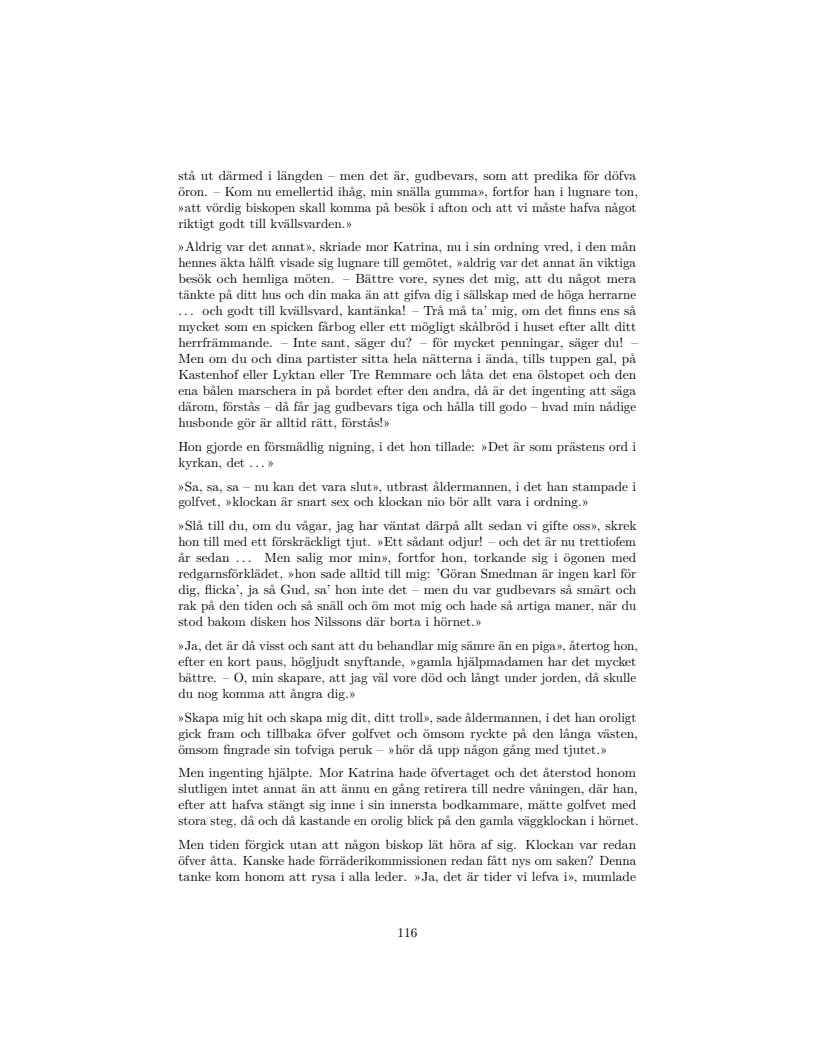 stå ut därmed i längden – men det är, gudbevars, som att predika för döfva
öron. – Kom nu emellertid ihåg, min snälla gumma», fortfor han i lugnare ton,
»att vördig biskopen skall komma på besök i afton och att vi måste hafva något
riktigt godt till kvällsvarden.»
»Aldrig var det annat», skriade mor Katrina, nu i sin ordning vred, i den mån
hennes äkta hälft visade sig lugnare till gemötet, »aldrig var det annat än viktiga
besök och hemliga möten. – Bättre vore, synes det mig, att du något mera
tänkte på ditt hus och din maka än att gifva dig i sällskap med de höga herrarne
... och godt till kvällsvard, kantänka! – Trå må ta' mig, om det finns ens så
mycket som en spicken fårbog eller ett mögligt skålbröd i huset efter allt ditt
herrfrämmande. – Inte sant, säger du? – för mycket penningar, säger du! –
Men om du och dina partister sitta hela nätterna i ända, tills tuppen gal, på
Kastenhof eller Lyktan eller Tre Remmare och låta det ena ölstopet och den
ena bålen marschera in på bordet efter den andra, då är det ingenting att säga
därom, förstås – då får jag gudbevars tiga och hålla till godo – hvad min nådige
husbonde gör är alltid rätt, förstås!»
Hon gjorde en försmädlig nigning, i det hon tillade: »Det är som prästens ord i
kyrkan, det ...»
»Sa, sa, sa – nu kan det vara slut», utbrast åldermannen, i det han stampade i
golfvet, »klockan är snart sex och klockan nio bör allt vara i ordning.»
»Slå till du, om du vågar, jag har väntat därpå allt sedan vi gifte oss», skrek
hon till med ett förskräckligt tjut. »Ett sådant odjur! – och det är nu trettiofem
år sedan ... Men salig mor min», fortfor hon, torkande sig i ögonen med
redgarnsförklädet, »hon sade alltid till mig: 'Göran Smedman är ingen karl för
dig, flicka', ja så Gud, sa' hon inte det – men du var gudbevars så smärt och
rak på den tiden och så snäll och öm mot mig och hade så artiga maner, när du
stod bakom disken hos Nilssons där borta i hörnet.»
»Ja, det är då visst och sant att du behandlar mig sämre än en piga», återtog hon,
efter en kort paus, högljudt snyftande, »gamla hjälpmadamen har det mycket
bättre. – O, min skapare, att jag väl vore död och långt under jorden, då skulle
du nog komma att ångra dig.»
»Skapa mig hit och skapa mig dit, ditt troll», sade åldermannen, i det han oroligt
gick fram och tillbaka öfver golfvet och ömsom ryckte på den långa västen,
ömsom fingrade sin tofviga peruk – »hör då upp någon gång med tjutet.»
Men ingenting hjälpte. Mor Katrina hade öfvertaget och det återstod honom
slutligen intet annat än att ännu en gång retirera till nedre våningen, där han,
efter att hafva stängt sig inne i sin innersta bodkammare, mätte golfvet med
stora steg, då och då kastande en orolig blick på den gamla väggklockan i hörnet.
Men tiden förgick utan att någon biskop lät höra af sig. Klockan var redan
öfver åtta. Kanske hade förräderikommissionen redan fått nys om saken? Denna
tanke kom honom att rysa i alla leder. »Ja, det är tider vi lefva i», mumlade
116